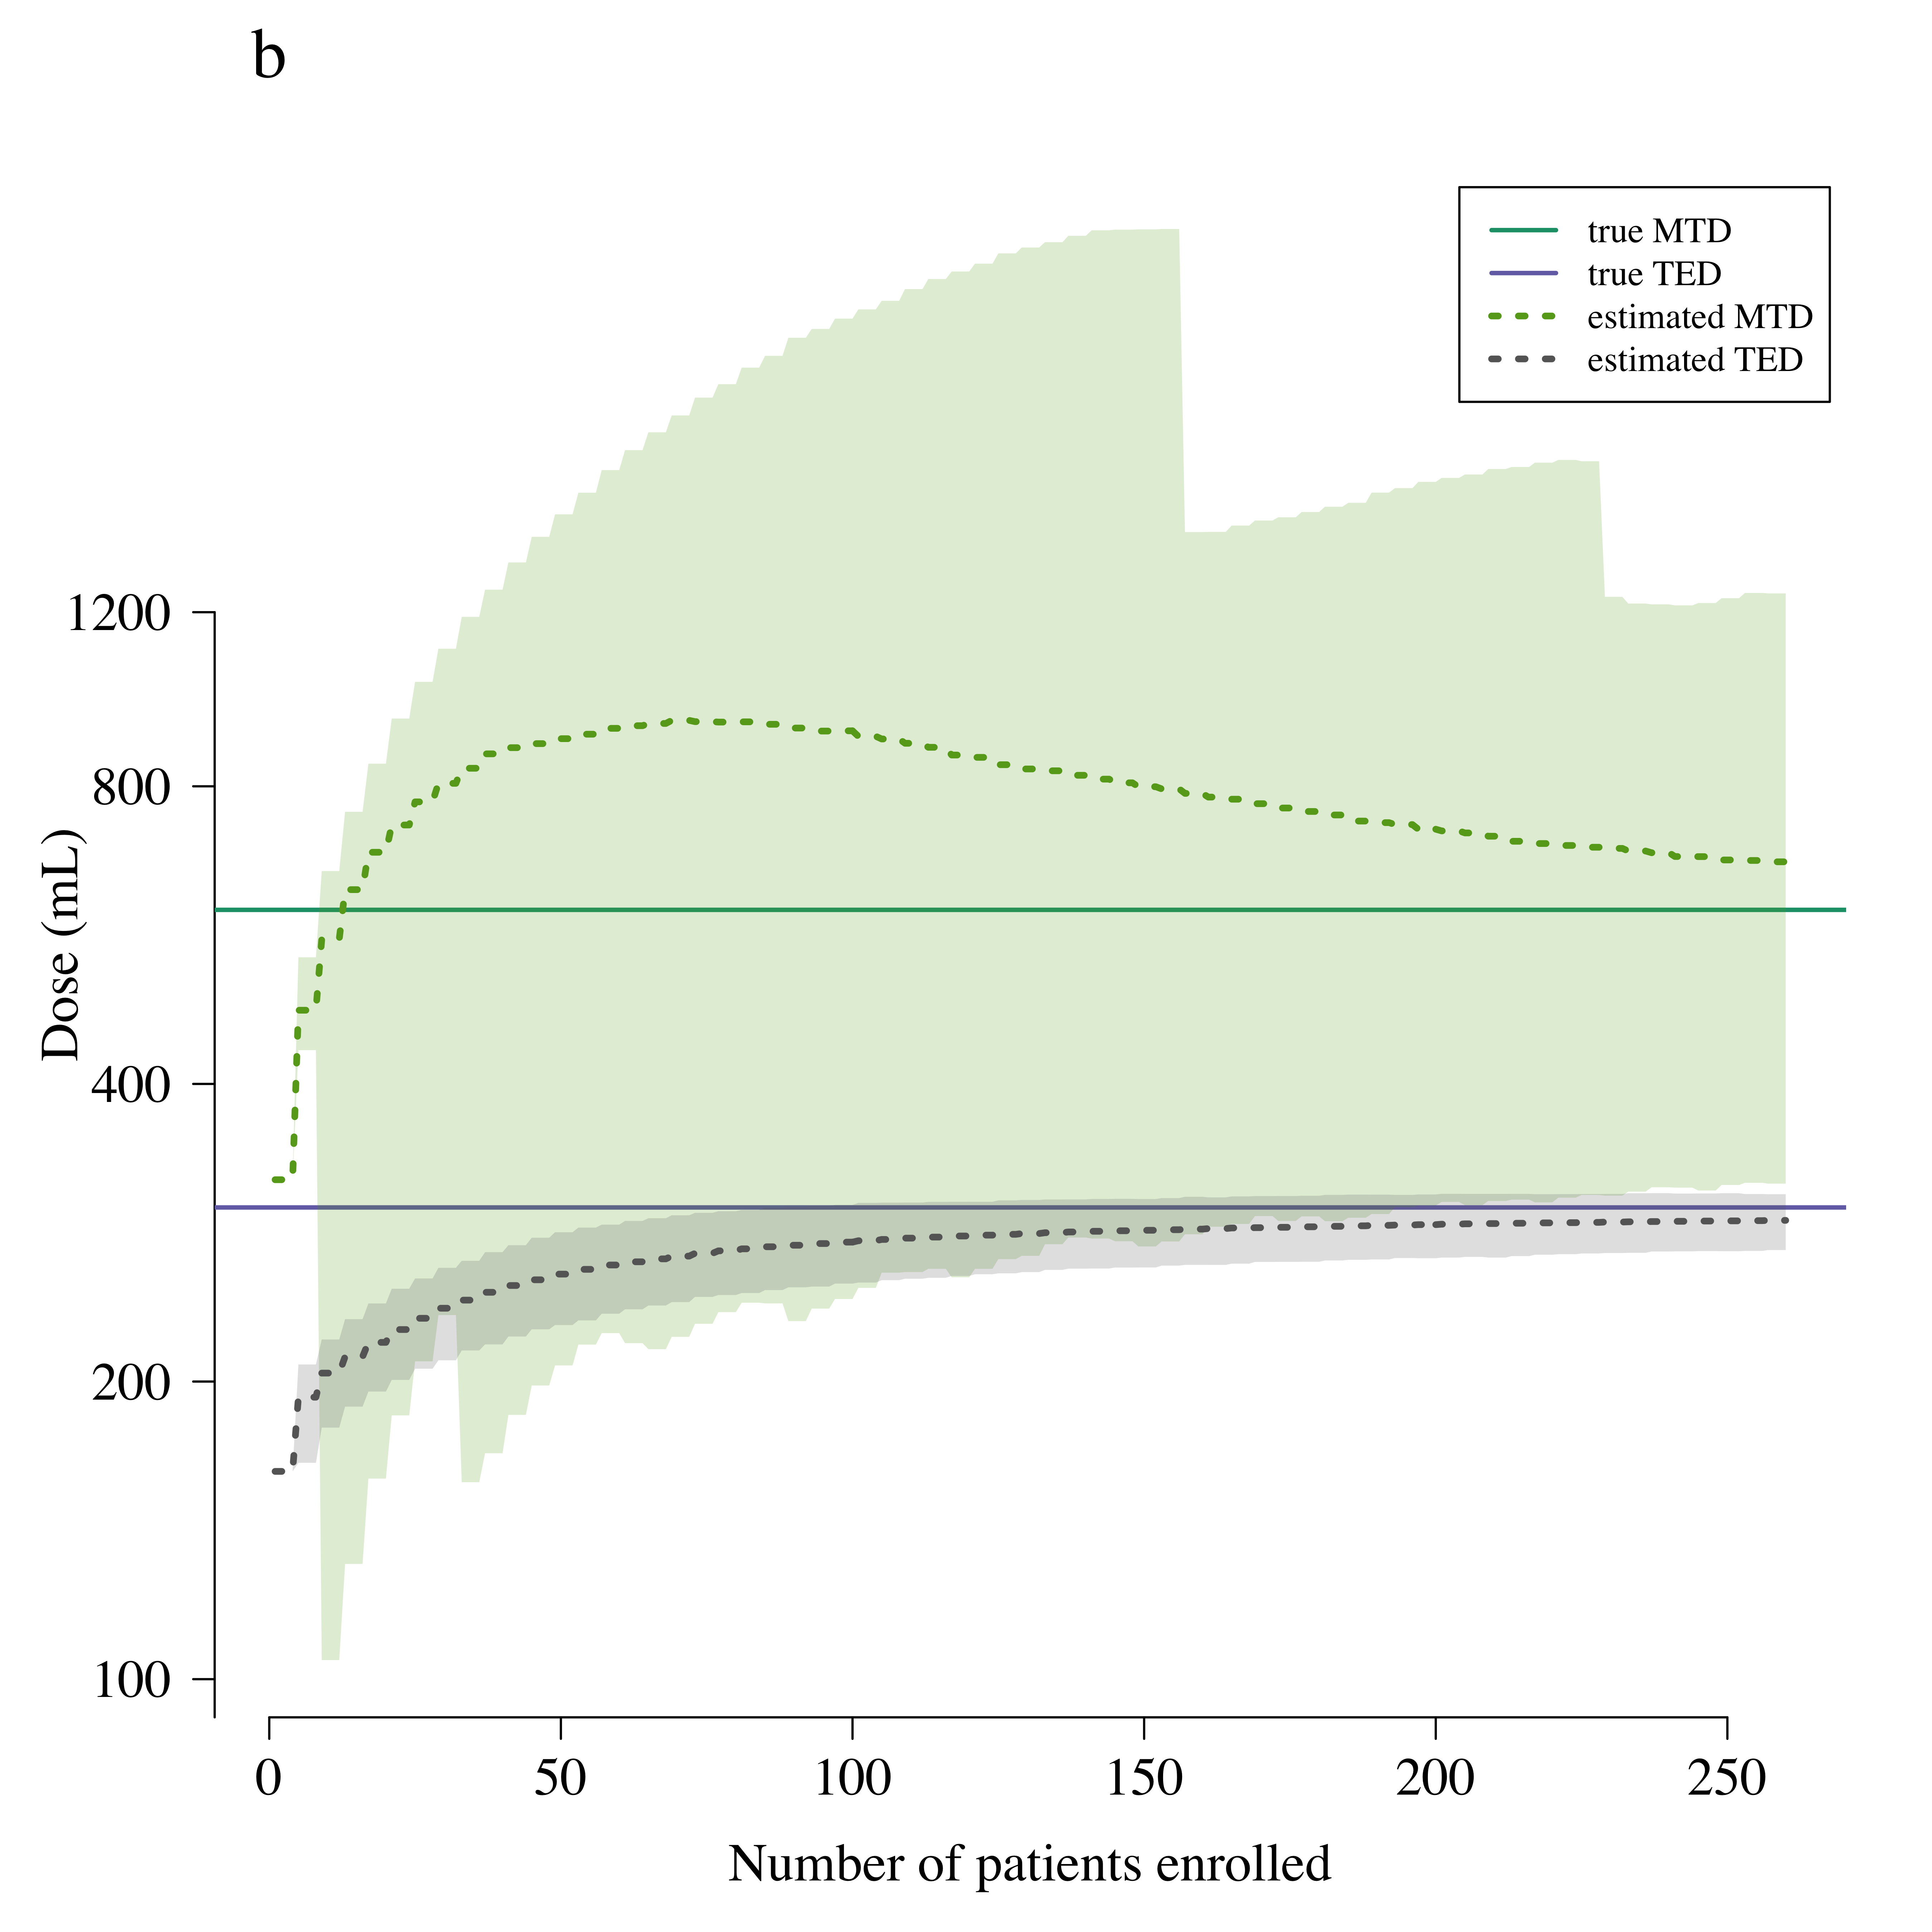 b
true MTD
true TED
estimated MTD
estimated TED
Dose (mL)
1200
800
400
200
100
0 50 100 150 200 250
Number of patients enrolled